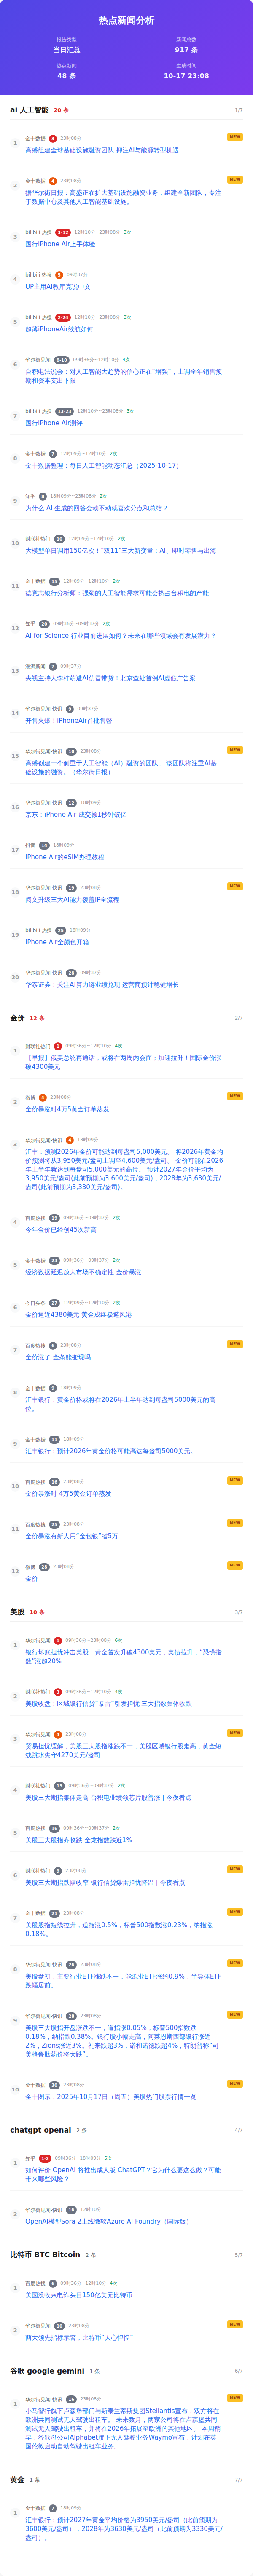 热点新闻分析
报告类型
当日汇总
新闻总数
917 条
热点新闻
48 条
生成时间
10-17 23:08
ai 人工智能 20 条 1/7
1 金十数据 3 23时08分 NEW
高盛组建全球基础设施融资团队 押注AI与能源转型机遇
2 金十数据 4 23时08分 NEW
据华尔街日报：高盛正在扩大基础设施融资业务，组建全新团队，专注
于数据中心及其他人工智能基础设施。
3 bilibili 热搜 3-12 12时10分~23时08分 3次
国行iPhone Air上手体验
4 bilibili 热搜 5 09时37分
UP主用AI教库克说中文
5 bilibili 热搜 2-24 12时10分~23时08分 3次
超薄iPhoneAir续航如何
6 华尔街见闻 8-10 09时36分~12时10分 4次
台积电法说会：对人工智能大趋势的信心正在“增强”，上调全年销售预
期和资本支出下限
7 bilibili 热搜 13-23 12时10分~23时08分 3次
国行iPhone Air测评
8 金十数据 7 12时09分~12时10分 2次
金十数据整理：每日人工智能动态汇总（2025-10-17）
9 知乎 8 18时09分~23时08分 2次
为什么 AI 生成的回答会动不动就喜欢分点和总结？
10 财联社热门 10 12时09分~12时10分 2次
大模型单日调用150亿次！“双11”三大新变量：AI、即时零售与出海
11 金十数据 15 12时09分~12时10分 2次
德意志银行分析师：强劲的人工智能需求可能会挤占台积电的产能
12 知乎 20 09时36分~09时37分 2次
AI for Science 行业目前进展如何？未来在哪些领域会有发展潜力？
13 澎湃新闻 7 09时37分
央视主持人李梓萌遭AI仿冒带货！北京查处首例AI虚假广告案
14 华尔街见闻·快讯 9 09时37分
开售火爆！iPhoneAir首批售罄
15 华尔街见闻·快讯 10 23时08分 NEW
高盛创建一个侧重于人工智能（AI）融资的团队。 该团队将注重AI基
础设施的融资。（华尔街日报）
16 华尔街见闻·快讯 12 18时09分
京东：iPhone Air 成交额1秒钟破亿
17 抖音 14 18时09分
iPhone Air的eSIM办理教程
18 华尔街见闻·快讯 19 23时08分 NEW
阅文升级三大AI能力覆盖IP全流程
19 bilibili 热搜 25 18时09分
iPhone Air全颜色开箱
20 华尔街见闻·快讯 28 09时37分
华泰证券：关注AI算力链业绩兑现 运营商预计稳健增长
金价 12 条 2/7
1 财联社热门 1 09时36分~12时10分 4次
【早报】俄美总统再通话，或将在两周内会面；加速拉升！国际金价涨
破4300美元
2 微博 4 23时08分 NEW
金价暴涨时4万5黄金订单蒸发
3 华尔街见闻·快讯 4 18时09分
汇丰：预测2026年金价可能达到每盎司5,000美元。 将2026年黄金均
价预测将从3,950美元/盎司上调至4,600美元/盎司。 金价可能在2026
年上半年就达到每盎司5,000美元的高位。 预计2027年金价平均为
3,950美元/盎司(此前预期为3,600美元/盎司) ，2028年为3,630美元/
盎司(此前预期为3,330美元/盎司)。
4 百度热搜 19 09时36分~09时37分 2次
今年金价已经创45次新高
5 金十数据 23 09时36分~09时37分 2次
经济数据延迟放大市场不确定性 金价暴涨
6 今日头条 27 12时09分~12时10分 2次
金价逼近4380美元 黄金成终极避风港
7 百度热搜 6 23时08分 NEW
金价涨了 金条能变现吗
8 金十数据 9 18时09分
汇丰银行：黄金价格或将在2026年上半年达到每盎司5000美元的高
位。
9 金十数据 11 18时09分
汇丰银行：预计2026年黄金价格可能高达每盎司5000美元。
10 百度热搜 16 23时08分 NEW
金价暴涨时 4万5黄金订单蒸发
11 百度热搜 25 23时08分 NEW
金价暴涨有新人用“金包银”省5万
12 微博 28 23时08分 NEW
金价
美股 10 条 3/7
1 华尔街见闻 1 09时36分~23时08分 6次
银行坏账担忧冲击美股，黄金首次升破4300美元，美债拉升，“恐慌指
数”涨超20%
2 财联社热门 3 09时36分~12时10分 4次
美股收盘：区域银行信贷“暴雷”引发担忧 三大指数集体收跌
3 华尔街见闻 4 23时08分 NEW
贸易担忧缓解，美股三大股指涨跌不一，美股区域银行股走高，黄金短
线跳水失守4270美元/盎司
4 财联社热门 13 09时36分~09时37分 2次
美股三大期指集体走高 台积电业绩领芯片股普涨 | 今夜看点
5 百度热搜 16 09时36分~09时37分 2次
美股三大股指齐收跌 金龙指数跌近1%
6 财联社热门 9 23时08分 NEW
美股三大期指跌幅收窄 银行信贷爆雷担忧降温 | 今夜看点
7 金十数据 21 23时08分 NEW
美股股指短线拉升，道指涨0.5%，标普500指数涨0.23%，纳指涨
0.18%。
8 华尔街见闻·快讯 26 23时08分 NEW
美股盘初，主要行业ETF涨跌不一，能源业ETF涨约0.9%，半导体ETF
跌幅居前。
9 华尔街见闻·快讯 28 23时08分 NEW
美股三大股指开盘涨跌不一，道指涨0.05%，标普500指数跌
0.18%，纳指跌0.38%。银行股小幅走高，阿莱恩斯西部银行涨近
2%，Zions涨近3%。礼来跌超3%，诺和诺德跌超4%，特朗普称“司
美格鲁肽药价将大跌”。
10 金十数据 30 23时08分 NEW
金十图示：2025年10月17日（周五）美股热门股票行情一览
chatgpt openai 2 条 4/7
1 知乎 1-2 09时36分~18时09分 5次
如何评价 OpenAI 将推出成人版 ChatGPT？它为什么要这么做？可能
带来哪些风险？
2 华尔街见闻·快讯 16 12时10分
OpenAI模型Sora 2上线微软Azure AI Foundry（国际版）
比特币 BTC Bitcoin 2 条 5/7
1 百度热搜 6 09时36分~12时10分 4次
美国没收柬电诈头目150亿美元比特币
2 华尔街见闻 18 23时08分 NEW
两大领先指标示警，比特币“人心惶惶”
谷歌 google gemini 1 条 6/7
1 华尔街见闻·快讯 16 23时08分 NEW
小马智行旗下卢森堡部门与斯泰兰蒂斯集团Stellantis宣布，双方将在
欧洲共同测试无人驾驶出租车。 未来数月，两家公司将在卢森堡共同
测试无人驾驶出租车，并将在2026年拓展至欧洲的其他地区。 本周稍
早，谷歌母公司Alphabet旗下无人驾驶业务Waymo宣布，计划在英
国伦敦启动自动驾驶出租车业务。
黄金 1 条 7/7
1 金十数据 7 18时09分
汇丰银行：预计2027年黄金平均价格为3950美元/盎司（此前预期为
3600美元/盎司），2028年为3630美元/盎司（此前预期为3330美元/
盎司）。